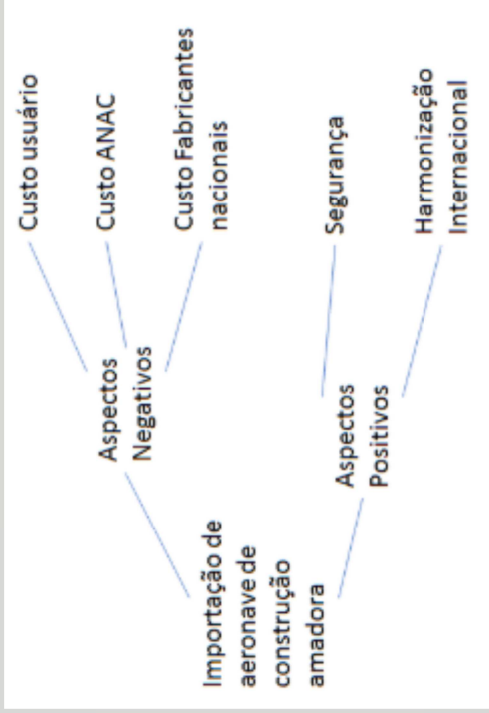 Importação de
aeronave de
construção
amadora
Aspectos
Negativos
Custo usuário
Custo ANAC
Custo Fabricantes
nacionais
Aspectos
Positivos
Segurança
Harmonização
Internacional